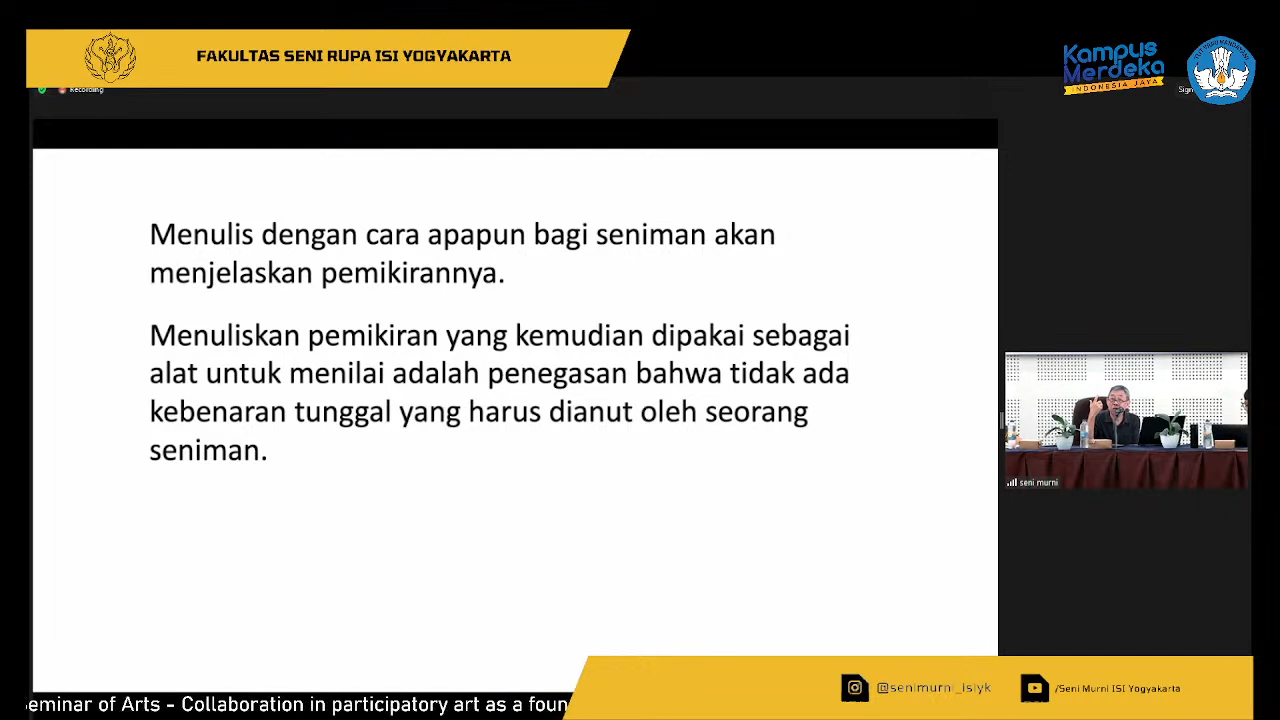 FAKULTAS SENI RUPA ISI YOGYAKARTA
Kampus
Merdeka
INDONESIA JAYA
Recording
Sign
Menulis dengan cara apapun bagi seniman akan
menjelaskan pemikirannya.
Menuliskan pemikiran yang kemudian dipakai sebagai
alat untuk menilai adalah penegasan bahwa tidak ada
kebenaran tunggal yang harus dianut oleh seorang
seniman.
seni murni
@senimurni_isiyk
/Seni Murni ISI Yogyakarta
eminar of Arts - Collaboration in participatory art as a foun